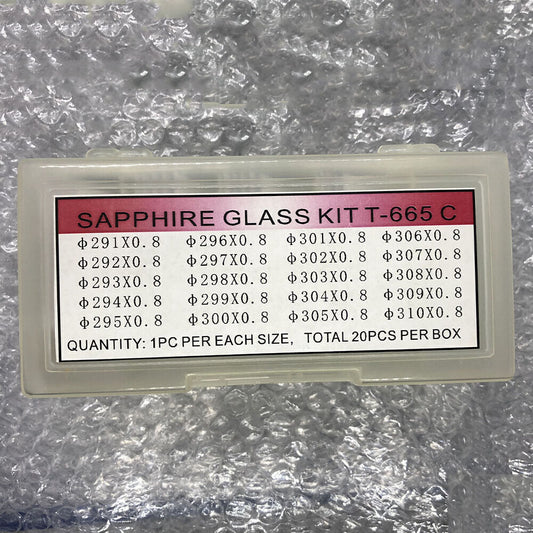 SAPPHIRE GLASS KIT T-665 C
Φ291X0.8 Φ296X0.8 Φ301X0.8 Φ306X0.8
Φ292X0.8 Φ297X0.8 Φ302X0.8 Φ307X0.8
Φ293X0.8 Φ298X0.8 Φ303X0.8 Φ308X0.8
Φ294X0.8 Φ299X0.8 Φ304X0.8 Φ309X0.8
Φ295X0.8 Φ300X0.8 Φ305X0.8 Φ310X0.8
QUANTITY: 1PC PER EACH SIZE, TOTAL 20PCS PER BOX